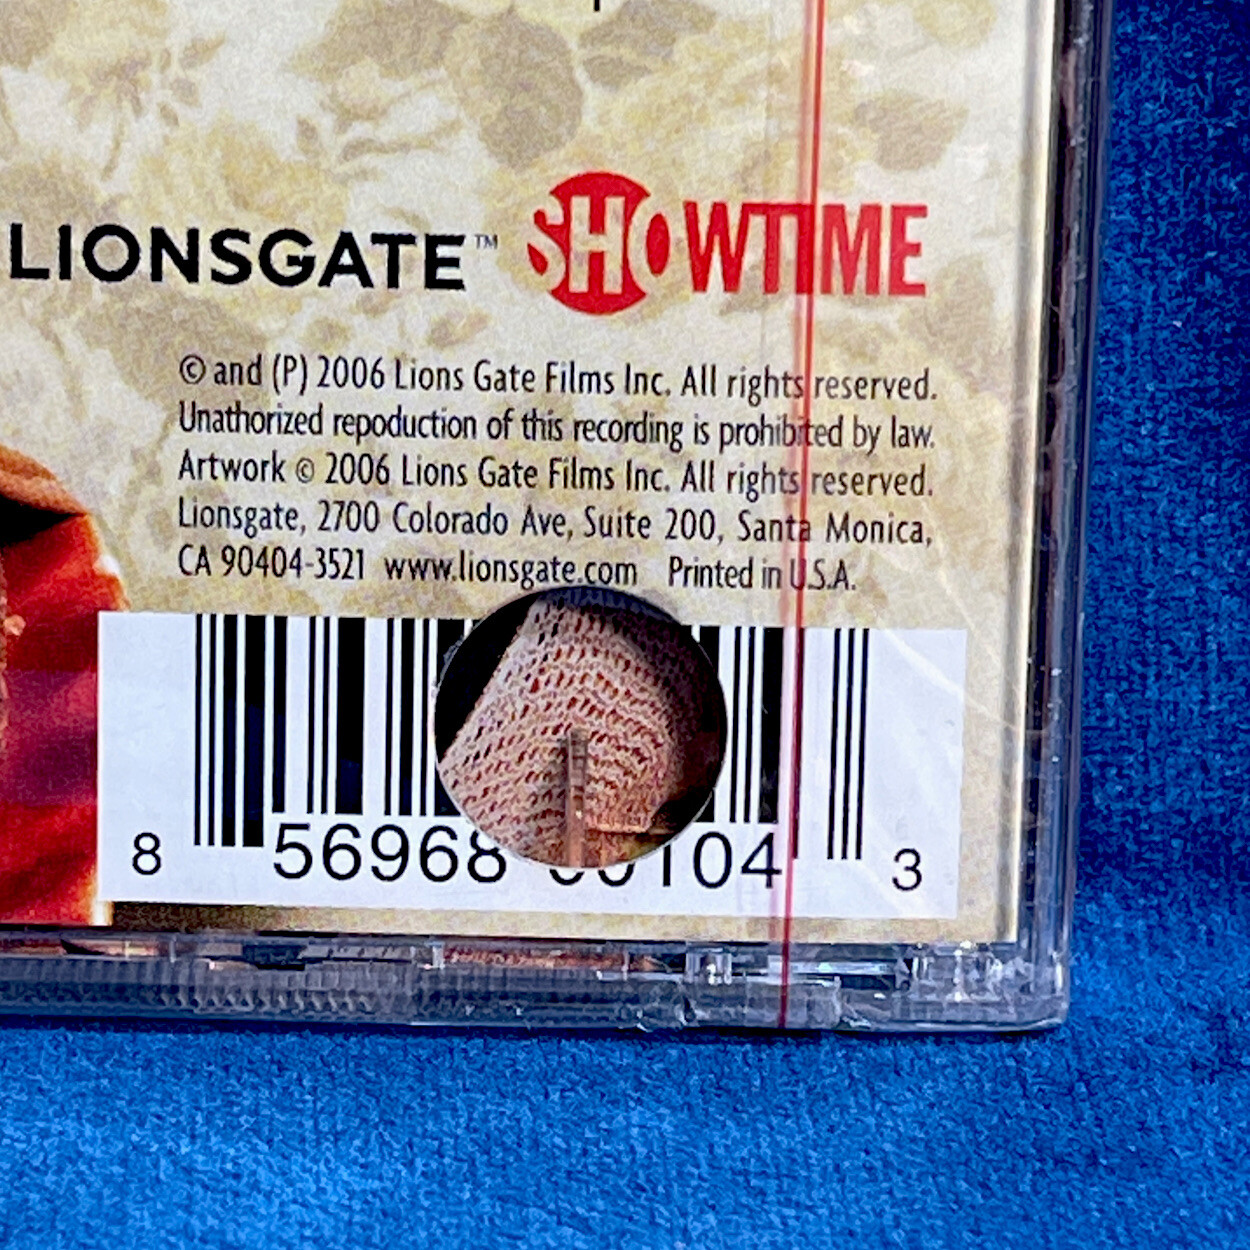 LIONSGATE™ SHOWTIME
© and (P) 2006 Lions Gate Films Inc. All rights reserved.
Unathorized repoduction of this recording is prohibited by law.
Artwork © 2006 Lions Gate Films Inc. All rights reserved.
Lionsgate, 2700 Colorado Ave, Suite 200, Santa Monica,
CA 90404-3521 www.lionsgate.com Printed in U.S.A.
8 56968 00104 3